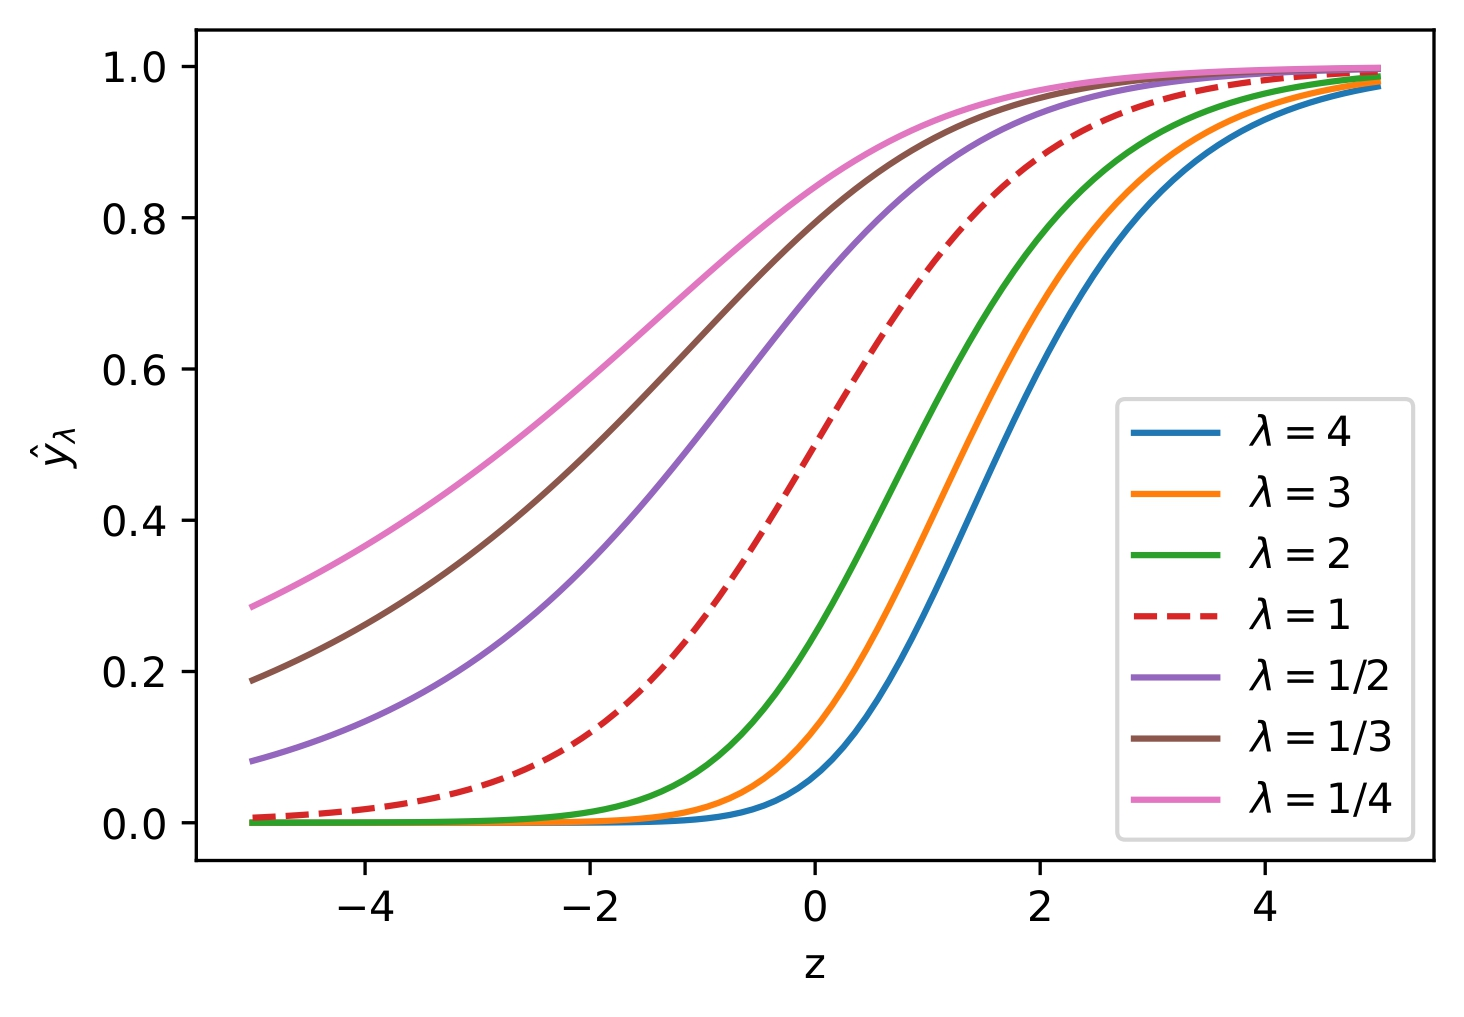 1.0
0.8
0.6
0.4
0.2
0.0
ŷλ
−4 −2 0 2 4
z
λ = 4
λ = 3
λ = 2
λ = 1
λ = 1/2
λ = 1/3
λ = 1/4